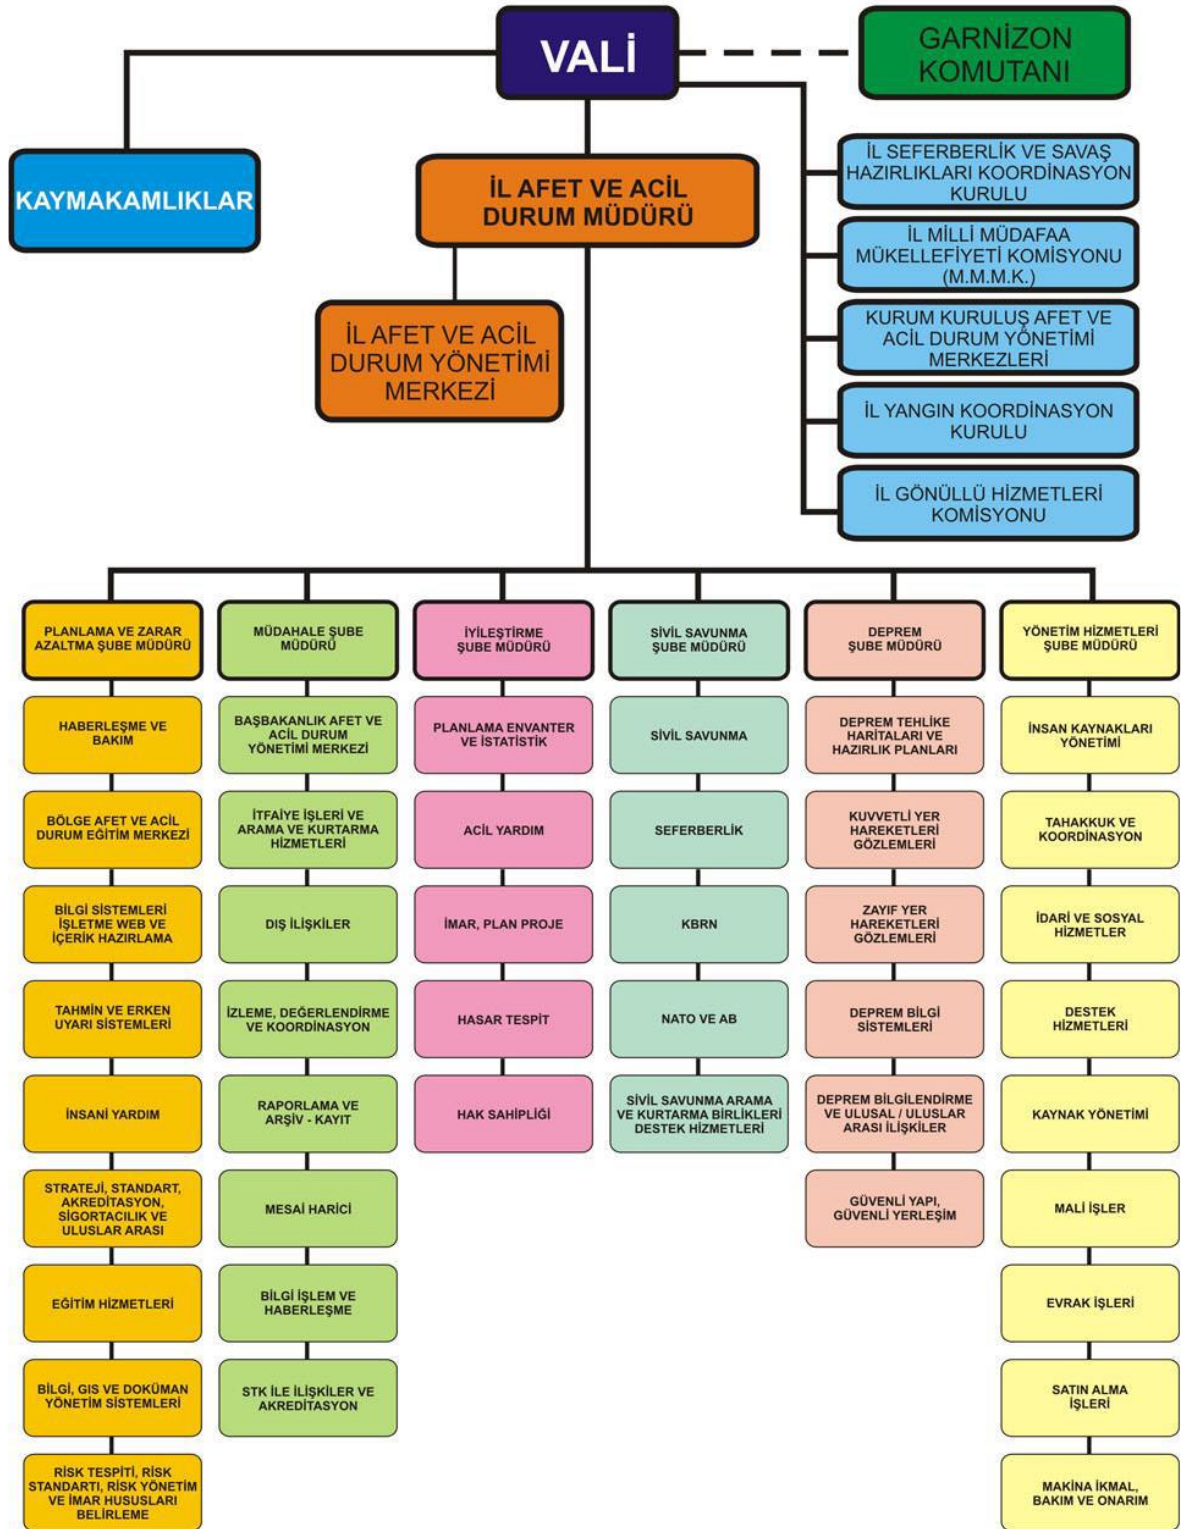 VALİ
GARNİZON
KOMUTANI
KAYMAKAMLIKLAR
İL AFET VE ACİL
DURUM MÜDÜRÜ
İL AFET VE ACİL
DURUM YÖNETİMİ
MERKEZİ
İL SEFERBERLİK VE SAVAŞ
HAZIRLIKLARI KOORDİNASYON
KURULU
İL MİLLİ MÜDAFAA
MÜKELLEFİYETİ KOMİSYONU
(M.M.M.K.)
KURUM KURULUŞ AFET VE
ACİL DURUM YÖNETİMİ
MERKEZLERİ
İL YANGIN KOORDİNASYON
KURULU
İL GÖNÜLLÜ HİZMETLERİ
KOMİSYONU
PLANLAMA VE ZARAR
AZALTMA ŞUBE MÜDÜRÜ
HABERLEŞME VE
BAKIM
BÖLGE AFET VE ACİL
DURUM EĞİTİM MERKEZİ
BİLGİ SİSTEMLERİ
İŞLETME WEB VE
İÇERİK HAZIRLAMA
TAHMİN VE ERKEN
UYARI SİSTEMLERİ
İNSANİ YARDIM
STRATEJİ, STANDART,
AKREDİTASYON,
SİGORTACILIK VE
ULUSLAR ARASI
EĞİTİM HİZMETLERİ
BİLGİ, GIS VE DOKÜMAN
YÖNETİM SİSTEMLERİ
RİSK TESPİTİ, RİSK
STANDARTI, RİSK YÖNETİM
VE İMAR HUSUSLARI
BELİRLEME
MÜDAHALE ŞUBE
MÜDÜRÜ
BAŞBAKANLIK AFET VE
ACİL DURUM
YÖNETİMİ MERKEZİ
İTFAİYE İŞLERİ VE
ARAMA VE KURTARMA
HİZMETLERİ
DIŞ İLİŞKİLER
İZLEME, DEĞERLENDİRME
VE KOORDİNASYON
RAPORLAMA VE
ARŞİV - KAYIT
MESAİ HARİCİ
BİLGİ İŞLEM VE
HABERLEŞME
STK İLE İLİŞKİLER VE
AKREDİTASYON
İYİLEŞTİRME
ŞUBE MÜDÜRÜ
PLANLAMA ENVANTER
VE İSTATİSTİK
ACİL YARDIM
İMAR, PLAN PROJE
HASAR TESPİT
HAK SAHİPLİĞİ
SİVİL SAVUNMA
ŞUBE MÜDÜRÜ
SİVİL SAVUNMA
SEFERBERLİK
KBRN
NATO VE AB
SİVİL SAVUNMA ARAMA
VE KURTARMA BİRLİKLERİ
DESTEK HİZMETLERİ
DEPREM
ŞUBE MÜDÜRÜ
DEPREM TEHLİKE
HARİTALARI VE
HAZIRLIK PLANLARI
KUVVETLİ YER
HAREKETLERİ
GÖZLEMLERİ
ZAYIF YER
HAREKETLERİ
GÖZLEMLERİ
DEPREM BİLGİ
SİSTEMLERİ
DEPREM BİLGİLENDİRME
VE ULUSAL / ULUSLAR
ARASI İLİŞKİLER
GÜVENLİ YAPI,
GÜVENLİ YERLEŞİM
YÖNETİM HİZMETLERİ
ŞUBE MÜDÜRÜ
İNSAN KAYNAKLARI
YÖNETİMİ
TAHAKKUK VE
KOORDİNASYON
İDARİ VE SOSYAL
HİZMETLER
DESTEK
HİZMETLERİ
KAYNAK YÖNETİMİ
MALİ İŞLER
EVRAK İŞLERİ
SATIN ALMA
İŞLERİ
MAKİNA İKMAL,
BAKIM VE ONARIM